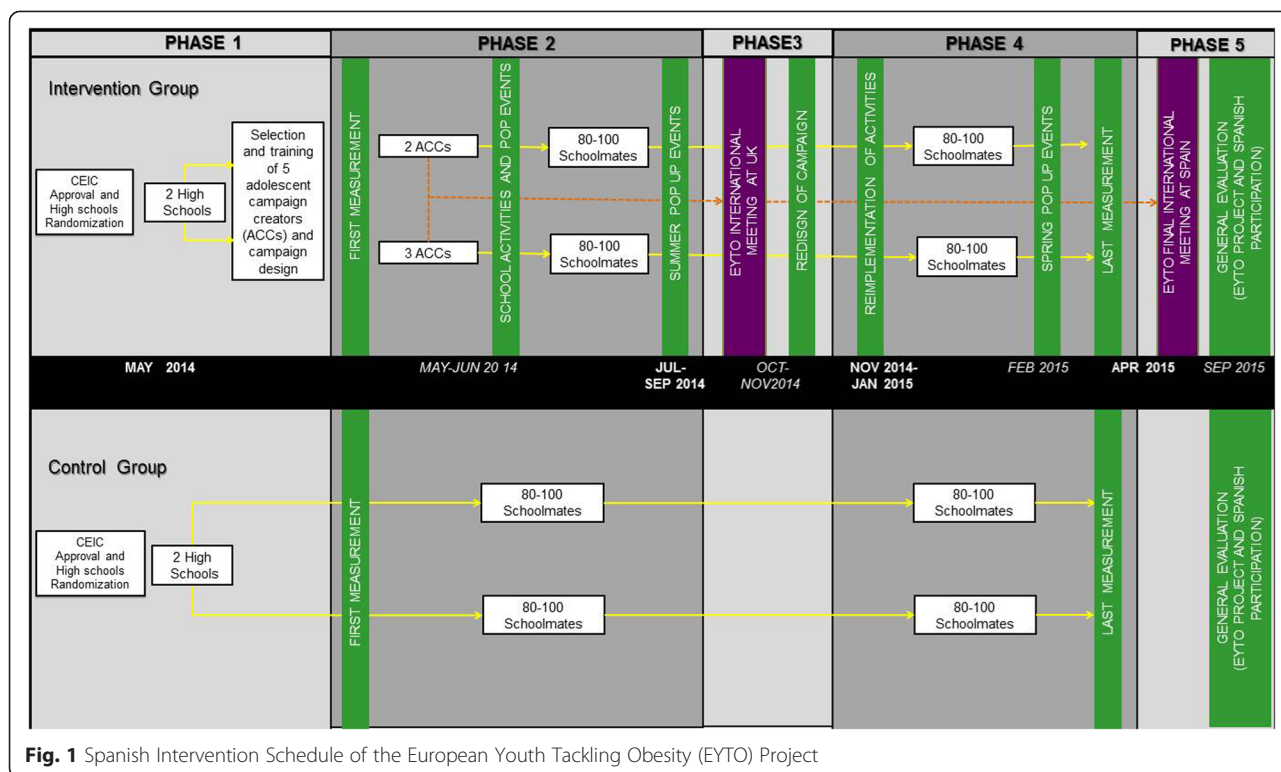 PHASE 1
PHASE 2
PHASE3
PHASE 4
PHASE 5
Intervention Group
CEIC
Approval and
High schools
Randomization
2 High
Schools
Selection
and training
of 5
adolescent
campaign
creators
(ACCs) and
campaign
design
FIRST MEASUREMENT
2 ACCs
3 ACCs
SCHOOL ACTIVITIES AND POP EVENTS
80-100
Schoolmates
80-100
Schoolmates
SUMMER POP UP EVENTS
EYTO INTERNATIONAL
MEETING AT UK
REDISGN OF CAMPAIGN
REIMPLEMENTATION OF ACTIVITIES
80-100
Schoolmates
80-100
Schoolmates
SPRING POP UP EVENTS
LAST MEASUREMENT
EYTO FINAL INTERNATIONAL
MEETING AT SPAIN
GENERAL EVALUATION
(EYTO PROJECT AND SPANISH
PARTICIPATION)
MAY 2014
MAY-JUN 20 14
JUL-
SEP 2014
OCT-
NOV2014
NOV 2014-
JAN 2015
FEB 2015
APR 2015
SEP 2015
Control Group
CEIC
Approval and
High schools
Randomization
2 High
Schools
FIRST MEASUREMENT
80-100
Schoolmates
80-100
Schoolmates
80-100
Schoolmates
80-100
Schoolmates
LAST MEASUREMENT
GENERAL EVALUATION
(EYTO PROJECT AND SPANISH
PARTICIPATION)
Fig. 1 Spanish Intervention Schedule of the European Youth Tackling Obesity (EYTO) Project